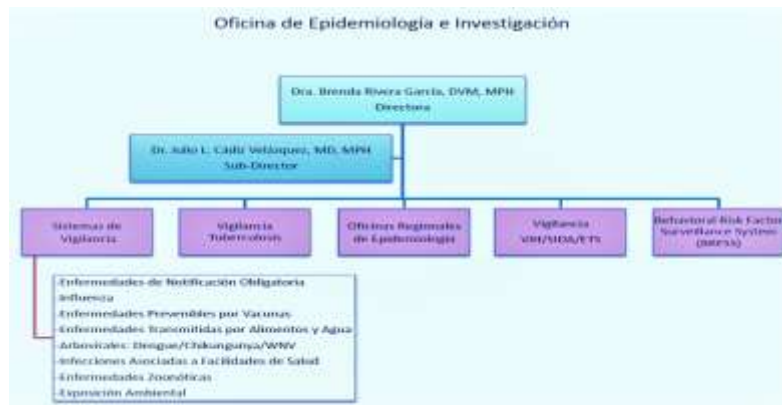 Oficina de Epidemiología e Investigación
Dra. Brenda Rivera García, DVM, MPH
Directora
Dr. Julio L. Cádiz Velázquez, MD, MPH
Sub-Director
Sistemas de
Vigilancia
Vigilancia
Tuberculosis
Oficinas Regionales
de Epidemiología
Vigilancia
VIH/SIDA/ETS
Behavioral Risk Factor
Surveillance System
(BRFSS)
-Enfermedades de Notificación Obligatoria
-Influenza
-Enfermedades Prevenibles por Vacunas
-Enfermedades Transmitidas por Alimentos y Agua
-Arbovirales: Dengue/Chikungunya/WNV
-Infecciones Asociadas a Facilidades de Salud
-Enfermedades Zoonóticas
-Exposición Ambiental